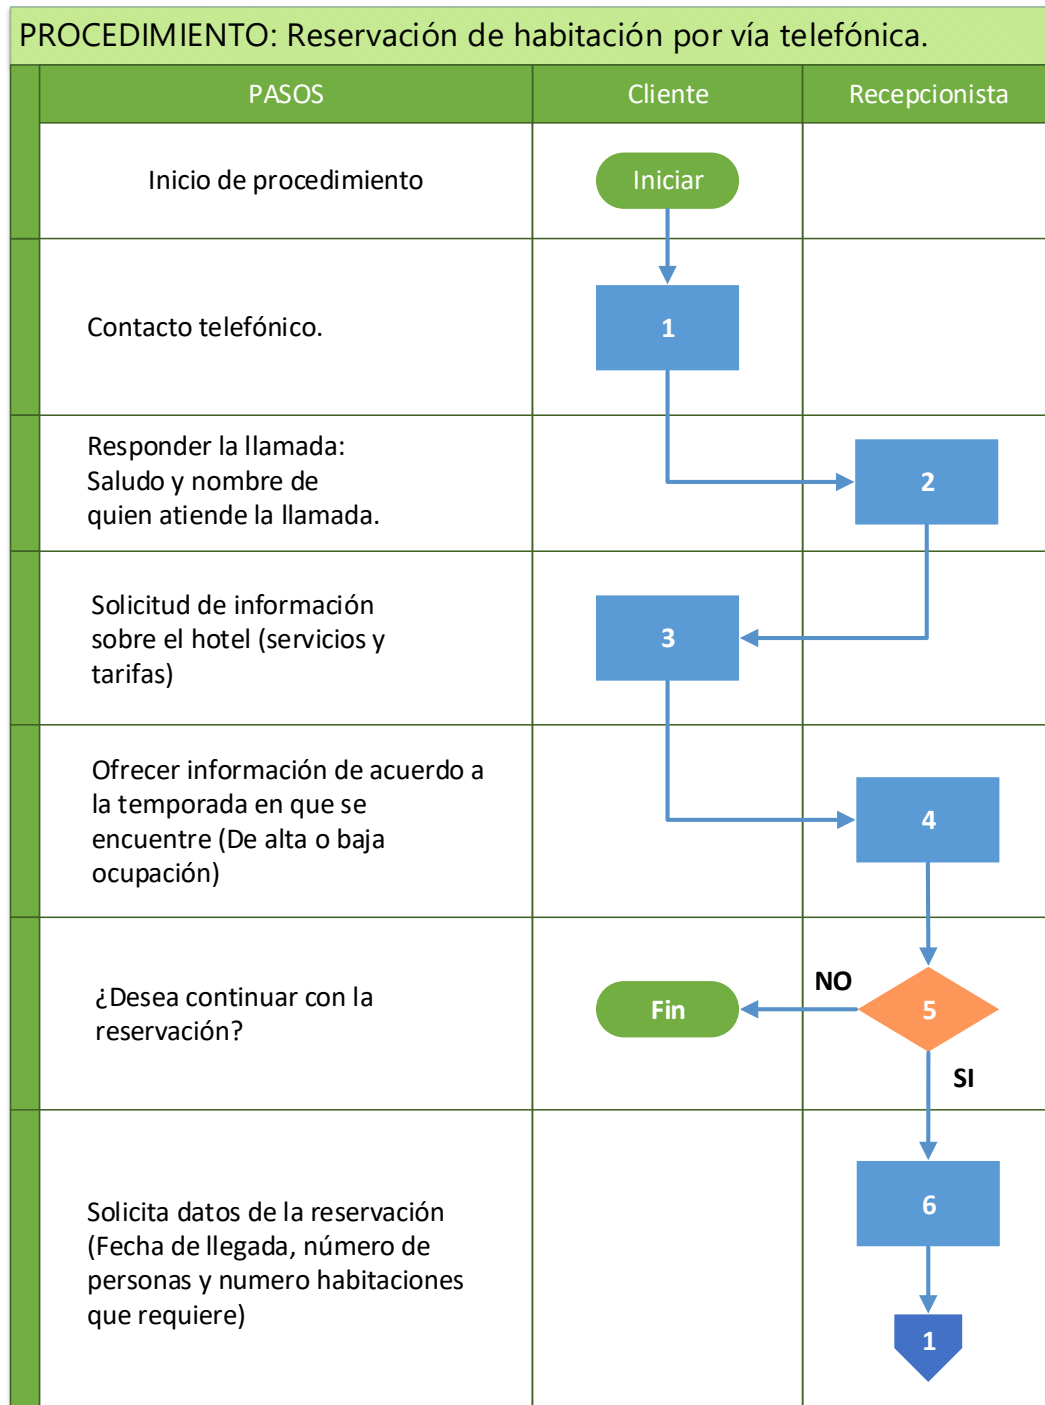 PROCEDIMIENTO: Reservación de habitación por vía telefónica.
PASOS
Cliente
Recepcionista
Inicio de procedimiento
Iniciar
Contacto telefónico.
1
Responder la llamada:
Saludo y nombre de
quien atiende la llamada.
2
Solicitud de información
sobre el hotel (servicios y
tarifas)
3
Ofrecer información de acuerdo a
la temporada en que se
encuentre (De alta o baja
ocupación)
4
¿Desea continuar con la
reservación?
Fin
NO
5
SI
Solicita datos de la reservación
(Fecha de llegada, número de
personas y numero habitaciones
que requiere)
6
1